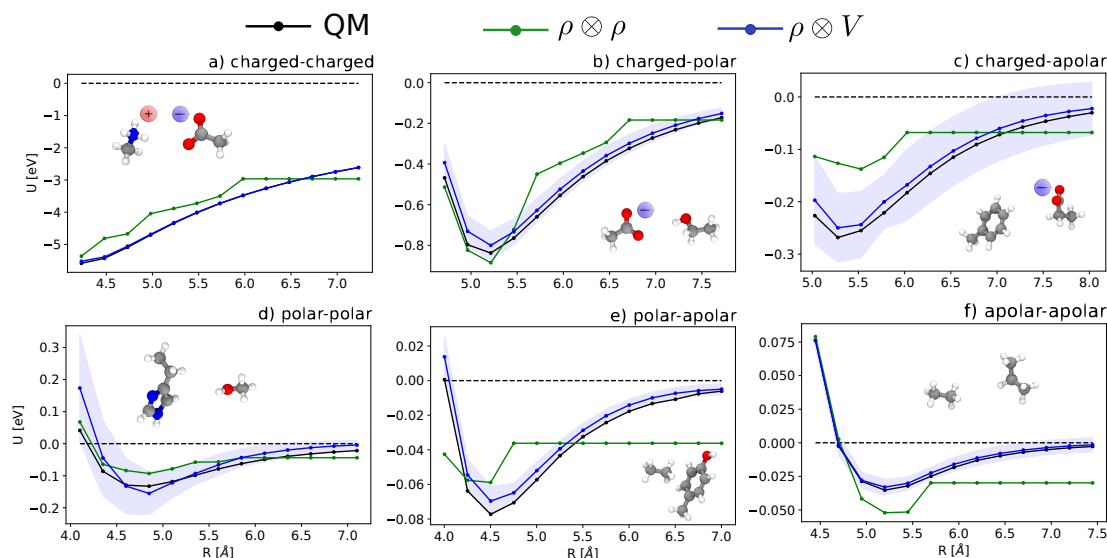 QM
ρ ⊗ ρ
ρ ⊗ V
a) charged-charged
b) charged-polar
c) charged-apolar
U [eV]
0
−1
−2
−3
−4
−5
4.5 5.0 5.5 6.0 6.5 7.0
+ −
0.0
−0.2
−0.4
−0.6
−0.8
5.0 5.5 6.0 6.5 7.0 7.5
−
0.0
−0.1
−0.2
−0.3
5.0 5.5 6.0 6.5 7.0 7.5 8.0
−
d) polar-polar
e) polar-apolar
f) apolar-apolar
U [eV]
0.3
0.2
0.1
0.0
−0.1
−0.2
4.0 4.5 5.0 5.5 6.0 6.5 7.0
R [Å]
0.02
0.00
−0.02
−0.04
−0.06
−0.08
4.0 4.5 5.0 5.5 6.0 6.5 7.0
R [Å]
0.075
0.050
0.025
0.000
−0.025
−0.050
4.5 5.0 5.5 6.0 6.5 7.0 7.5
R [Å]